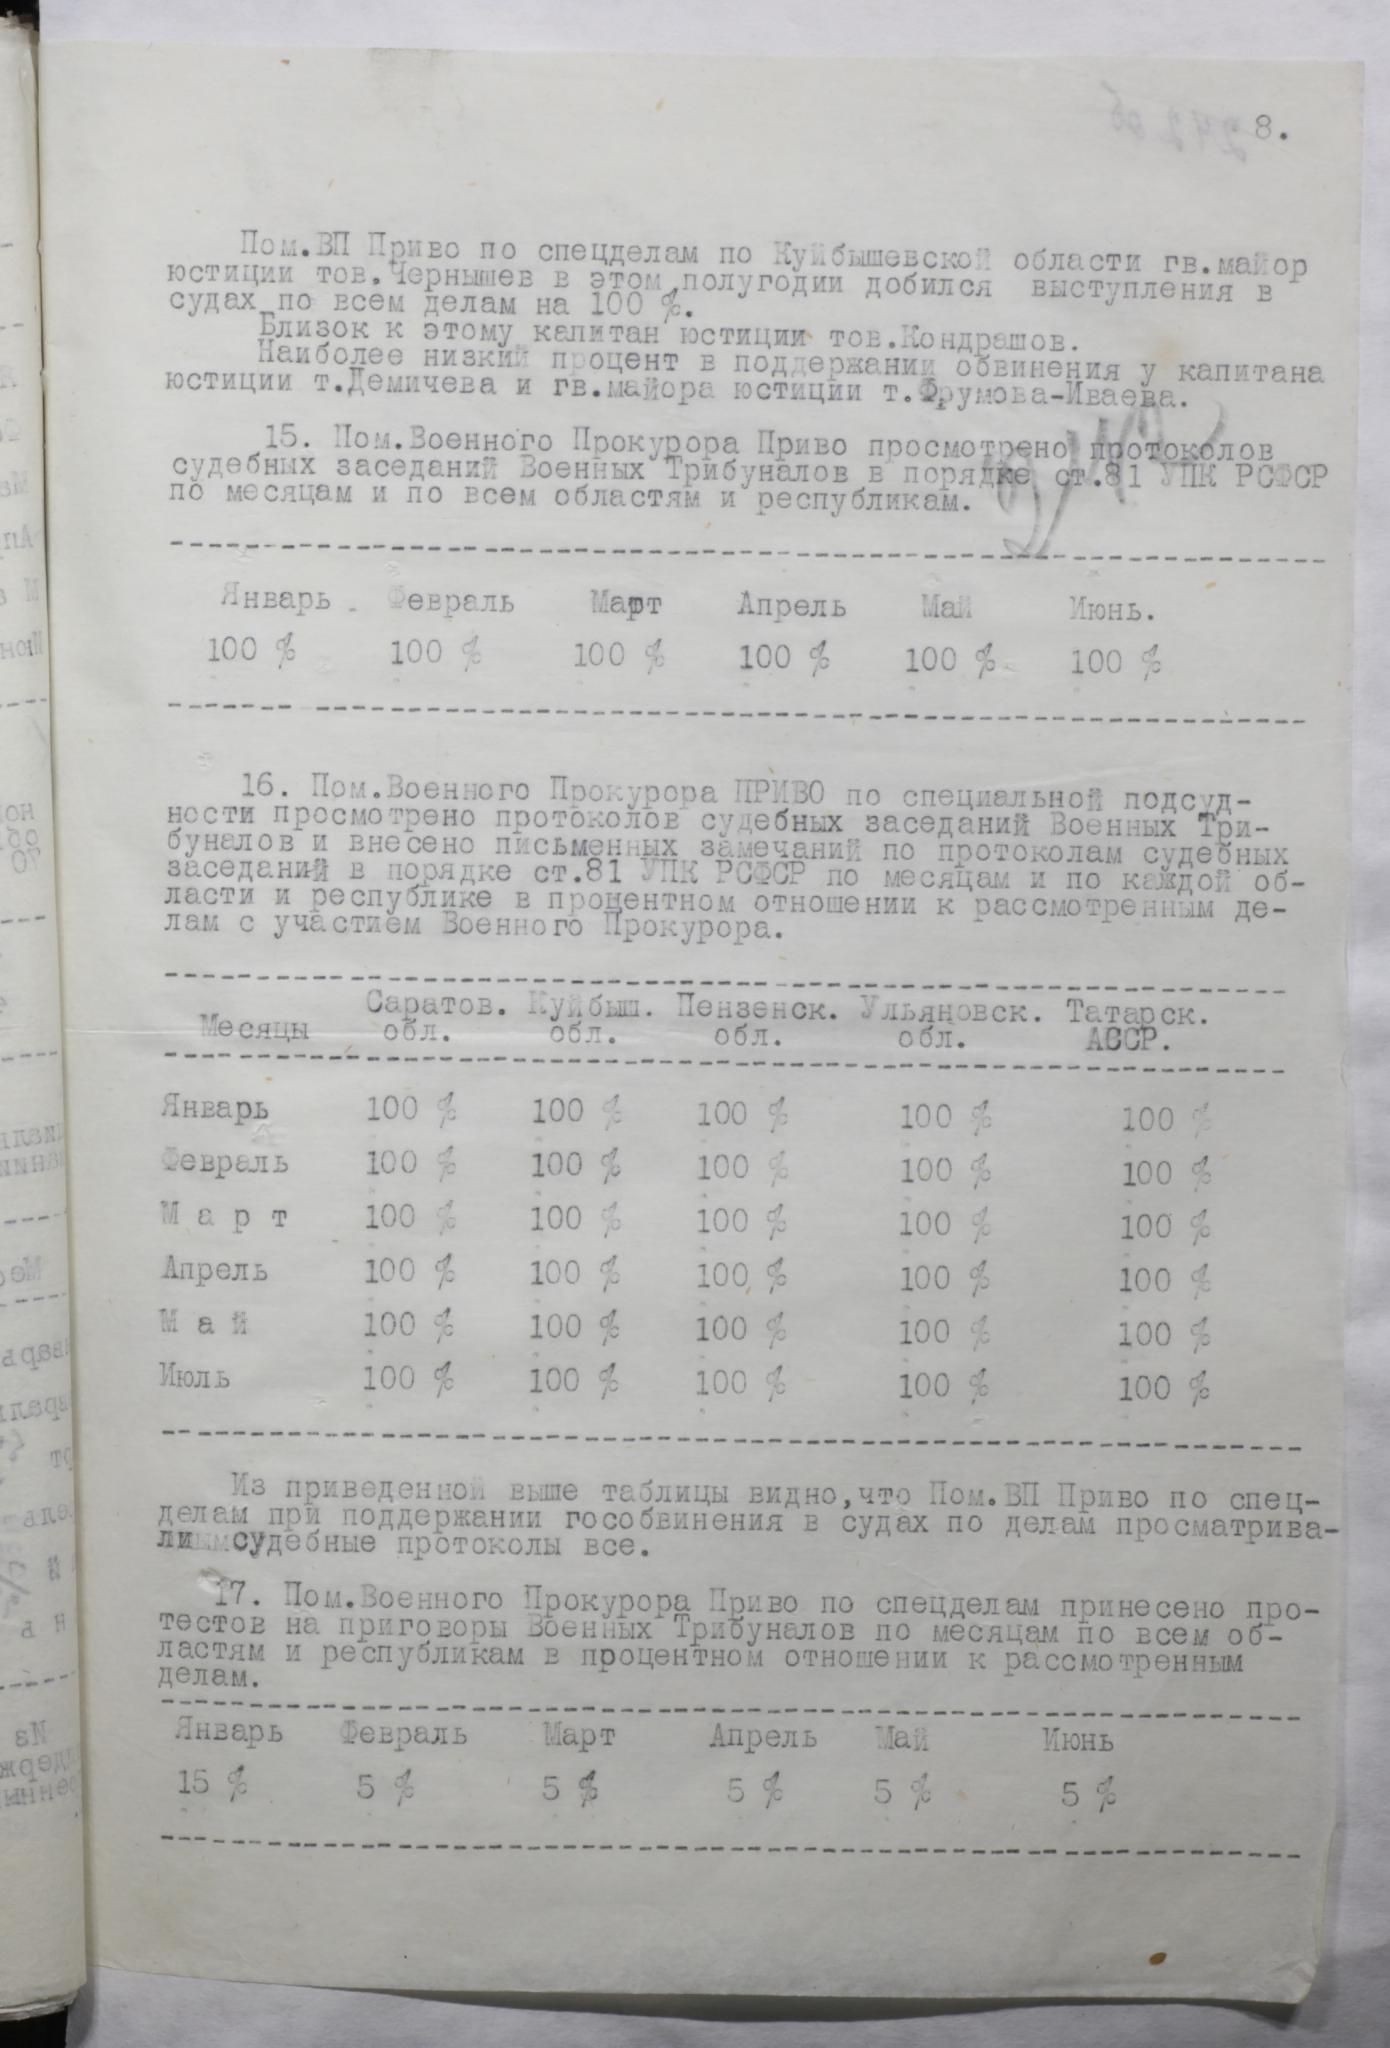 8.
Пом.ВП Приво по спецделам по Куйбышевской области гв.майор
юстиции тов.Чернышев в этом полугодии добился выступления в
судах по всем делам на 100 %.
Близок к этому капитан юстиции тов.Кондрашов.
Наиболее низкий процент в поддержании обвинения у капитана
юстиции т.Демичева и гв.майора юстиции т.Фрумова-Иваева.
15. Пом.Военного Прокурора Приво просмотрено протоколов
судебных заседаний Военных Трибуналов в порядке ст.81 УПК РСФСР
по месяцам и по всем областям и республикам.
Январь Февраль Март Апрель Май Июнь.
100 % 100 % 100 % 100 % 100 % 100 %
16. Пом.Военного Прокурора ПРИВО по специальной подсуд-
ности просмотрено протоколов судебных заседаний Военных Три-
буналов и внесено письменных замечаний по протоколам судебных
заседаний в порядке ст.81 УПК РСФСР по месяцам и по каждой об-
ласти и республике в процентном отношении к рассмотренным де-
лам с участием Военного Прокурора.
Месяцы Саратов. Куйбыш. Пензенск. Ульяновск. Татарск.
обл. обл. обл. обл. АССР.
Январь 100 % 100 % 100 % 100 % 100 %
Февраль 100 % 100 % 100 % 100 % 100 %
М а р т 100 % 100 % 100 % 100 % 100 %
Апрель 100 % 100 % 100 % 100 % 100 %
М а й 100 % 100 % 100 % 100 % 100 %
Июль 100 % 100 % 100 % 100 % 100 %
Из приведенной выше таблицы видно,что Пом.ВП Приво по спец-
делам при поддержании гособвинения в судах по делам просматрива-
ли судебные протоколы все.
17. Пом.Военного Прокурора Приво по спецделам принесено про-
тестов на приговоры Военных Трибуналов по месяцам по всем об-
ластям и республикам в процентном отношении к рассмотренным
делам.
Январь Февраль Март Апрель Май Июнь
15 % 5 % 5 % 5 % 5 % 5 %